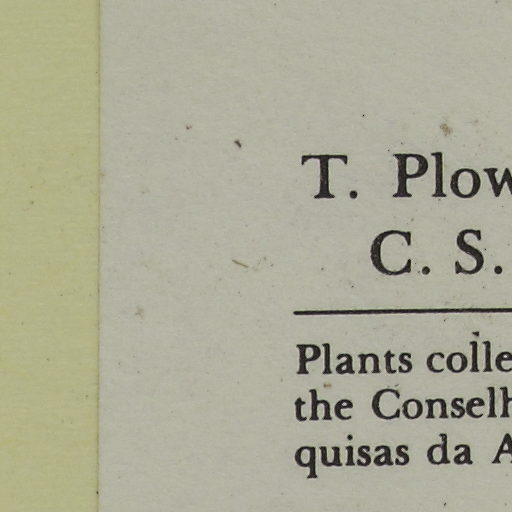 T. Plow
C. S.
Plants colle
the Conselh
quisas da A